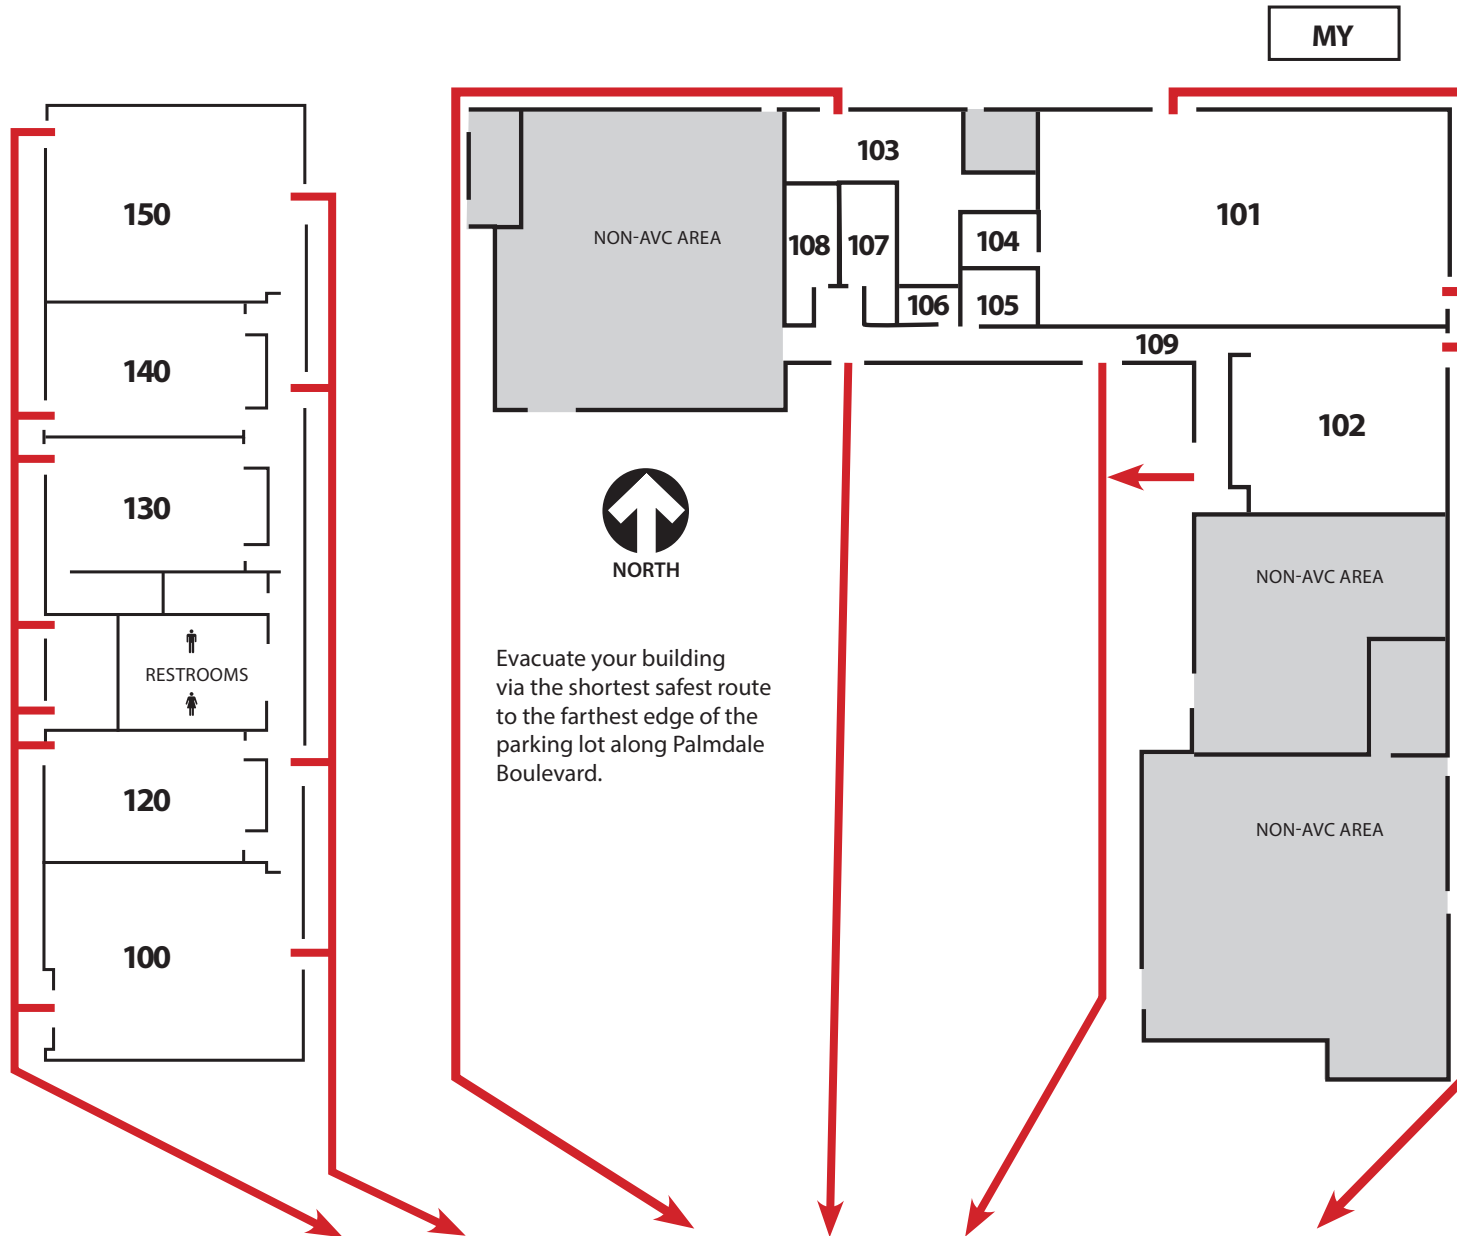 MY
150
140
130
RESTROOMS
120
100
NON-AVC AREA
103
108
107
106
104
105
101
109
102
NORTH
Evacuate your building
via the shortest safest route
to the farthest edge of the
parking lot along Palmdale
Boulevard.
NON-AVC AREA
NON-AVC AREA